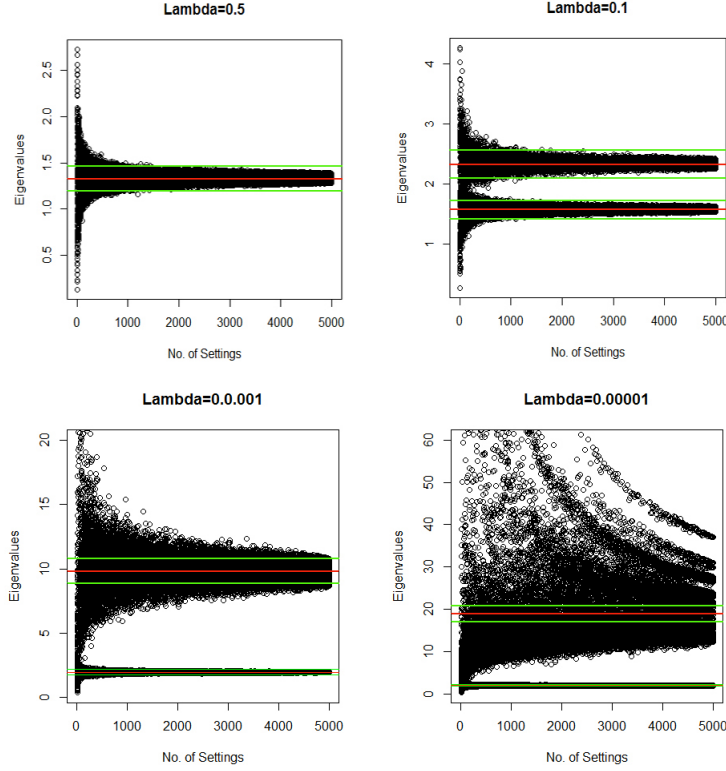 Lambda=0.5
Eigenvalues
2.5
2.0
1.5
1.0
0.5
0 1000 2000 3000 4000 5000
No. of Settings
Lambda=0.1
Eigenvalues
4
3
2
1
0 1000 2000 3000 4000 5000
No. of Settings
Lambda=0.0.001
Eigenvalues
20
15
10
5
0
0 1000 2000 3000 4000 5000
No. of Settings
Lambda=0.00001
Eigenvalues
60
50
40
30
20
10
0
0 1000 2000 3000 4000 5000
No. of Settings